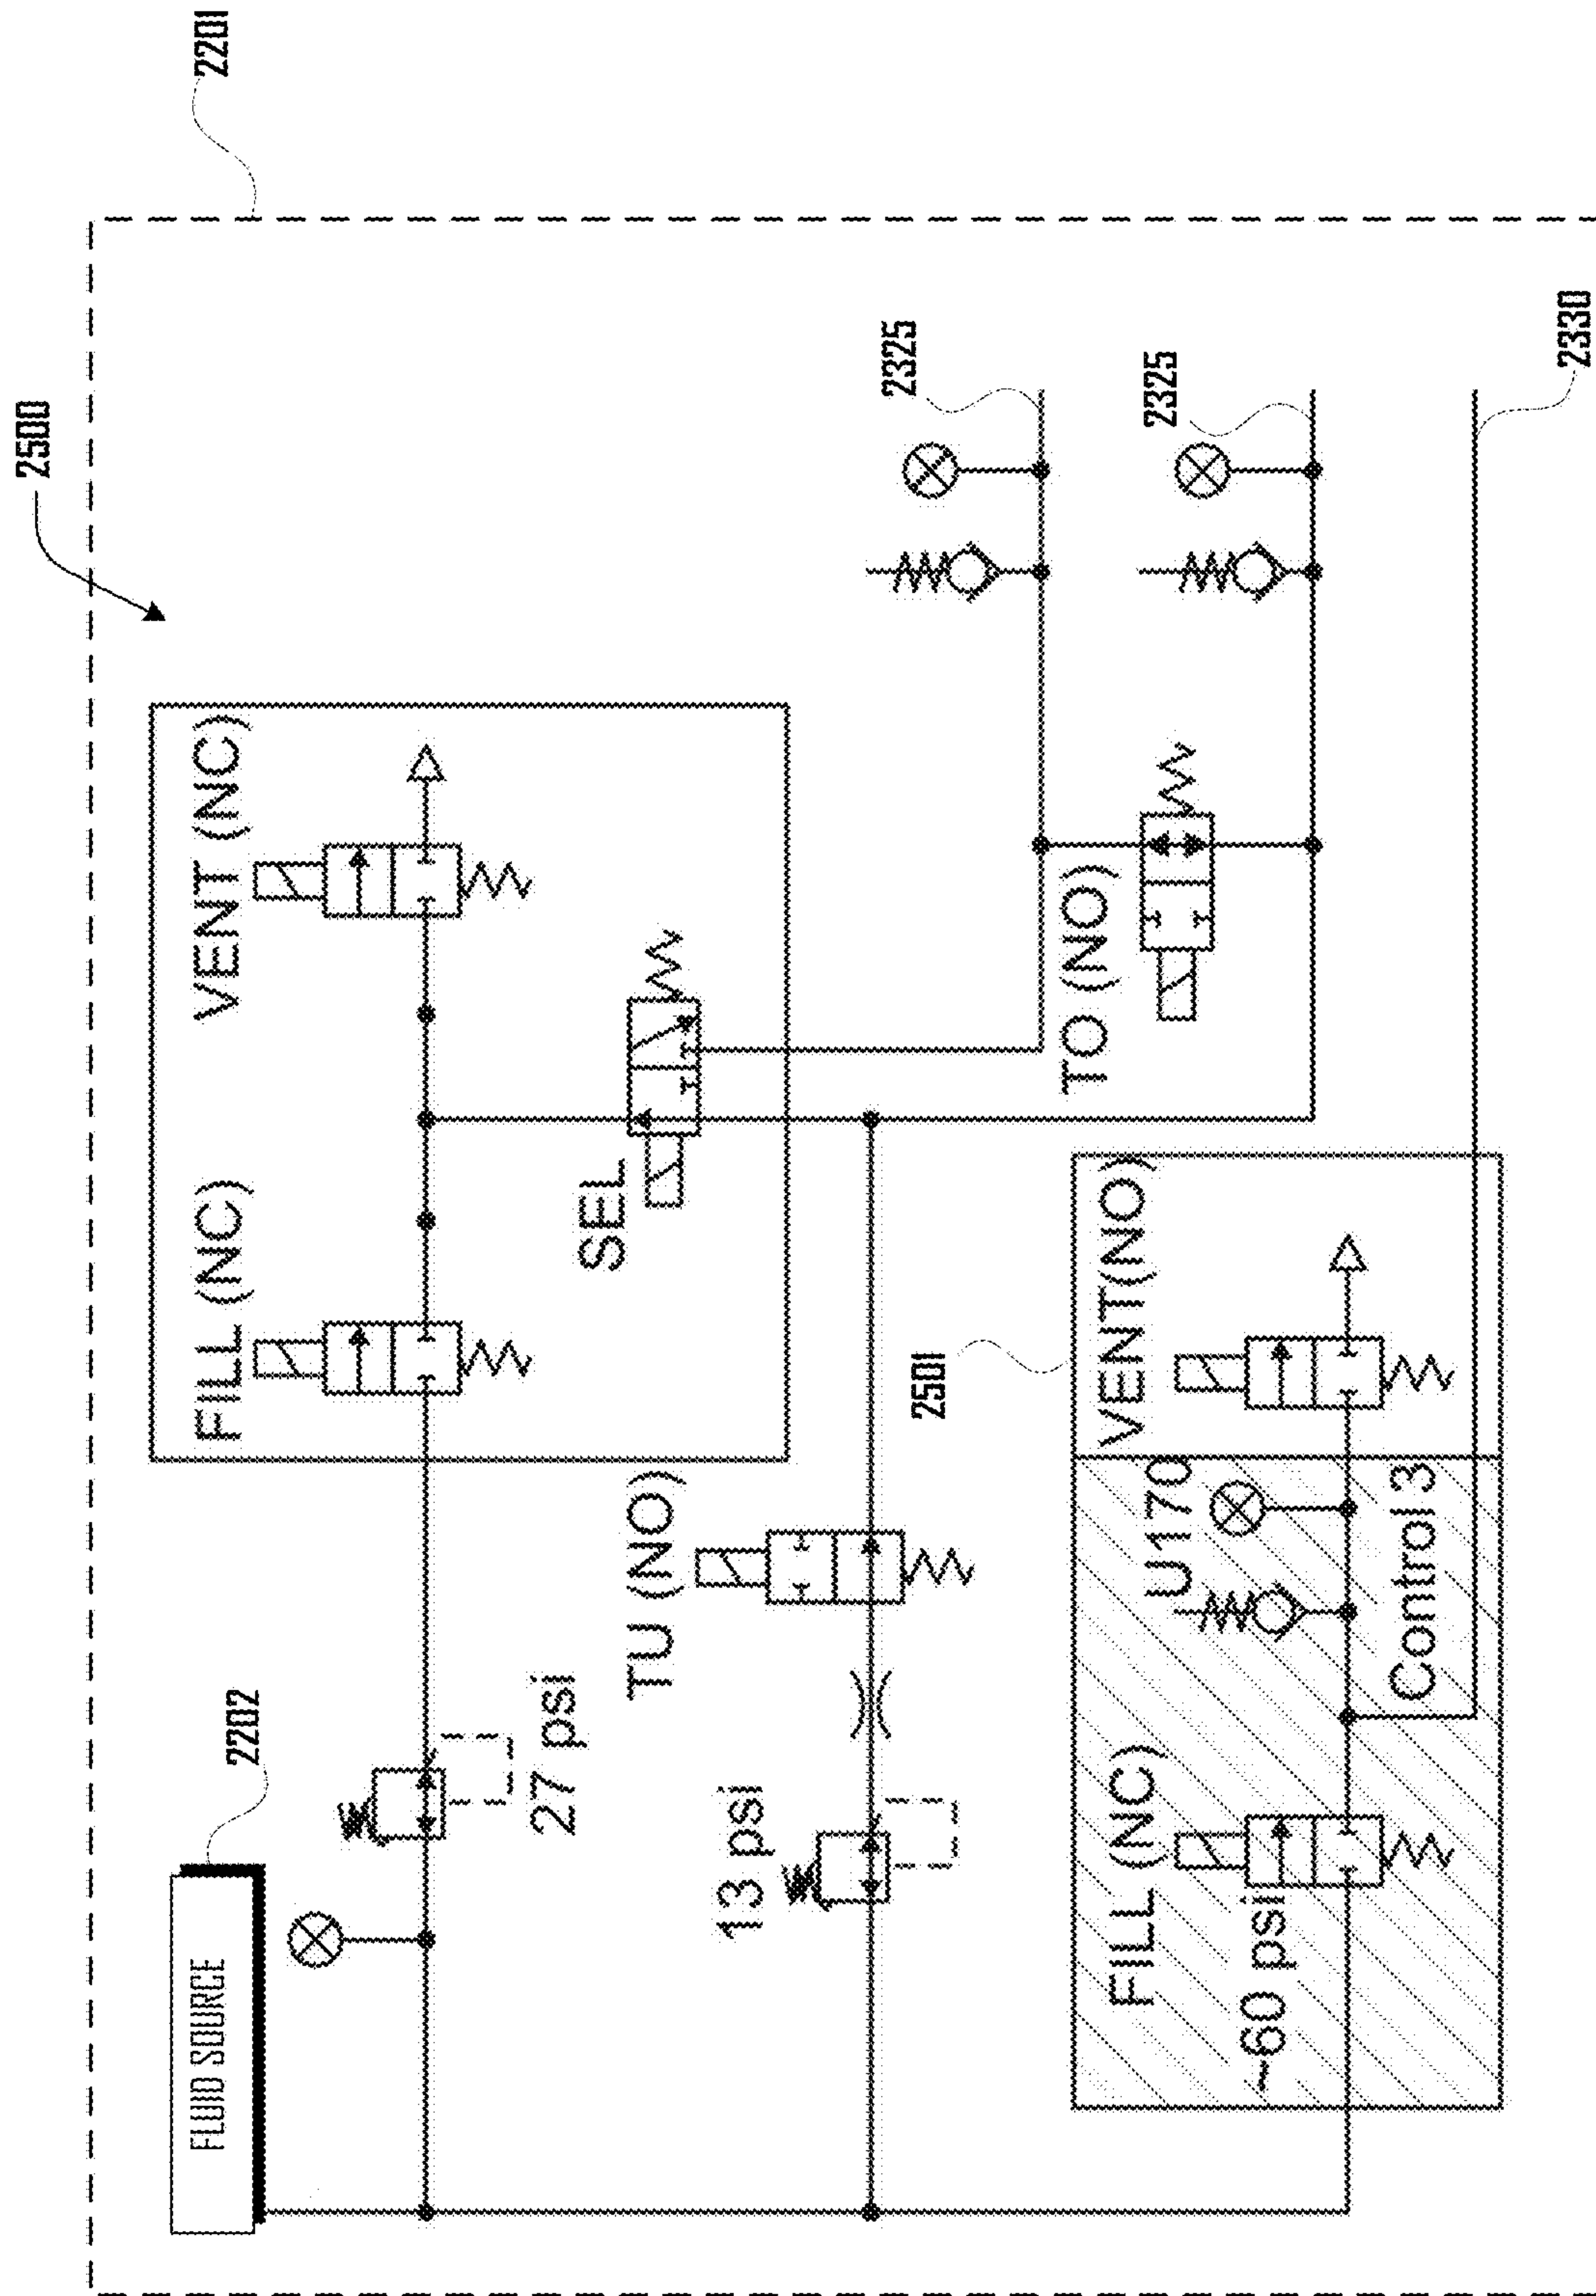 2500
2201
2202
FLUID SOURCE
FILL (NC)
VENT (NC)
27 psi
SEL
2325
TU (NO)
13 psi
TO (NO)
2325
2501
FILL (NC)
U170
VENT(NO)
~60 psi
Control 3
2330